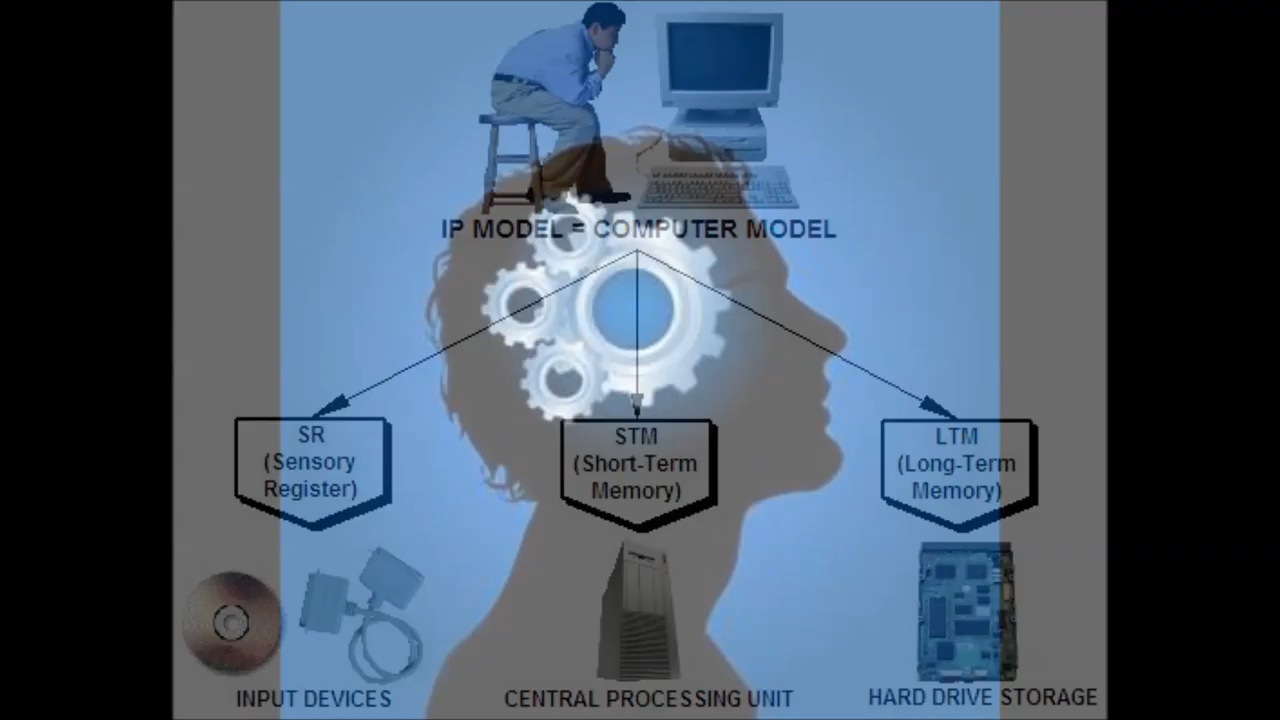 IP MODEL = COMPUTER MODEL
SR
(Sensory
Register)
STM
(Short-Term
Memory)
LTM
(Long-Term
Memory)
INPUT DEVICES
CENTRAL PROCESSING UNIT
HARD DRIVE STORAGE